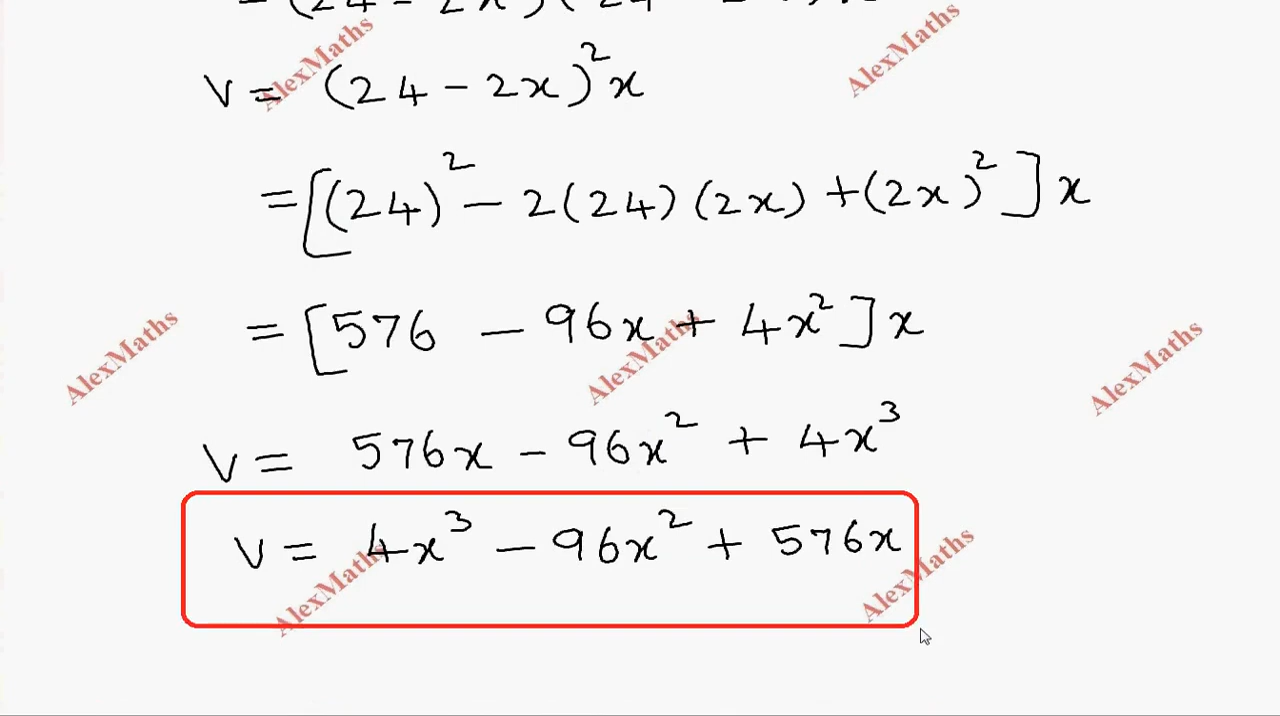 V = (24 - 2x)²x
= [(24)² - 2(24)(2x) + (2x)²]x
= [576 - 96x + 4x²]x
V = 576x - 96x² + 4x³
V = 4x³ - 96x² + 576x
AlexMaths
AlexMaths
AlexMaths
AlexMaths
AlexMaths
AlexMaths
AlexMaths